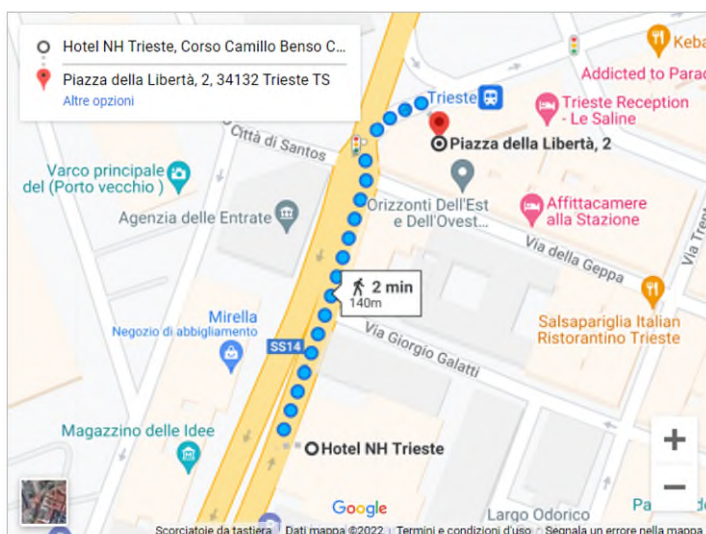 Hotel NH Trieste, Corso Camillo Benso C...
Piazza della Libertà, 2, 34132 Trieste TS
Altre opzioni
Keba
Addicted to Parad
Trieste
Trieste Reception
- Le Saline
Città di Santos
Piazza della Libertà, 2
Varco principale
del (Porto vecchio )
Orizzonti Dell'Est
e Dell'Ovest...
Affittacamere
alla Stazione
Agenzia delle Entrate
Via della Geppa
Via Trent
2 min
140m
Mirella
Negozio di abbigliamento
Salsapariglia Italian
Ristorantino Trieste
SS14
Via Giorgio Galatti
Magazzino delle Idee
Hotel NH Trieste
+
−
Google
Largo Odorico
Scorciatoie da tastiera
Dati mappa ©2022
Termini e condizioni d'uso
Segnala un errore nella mappa